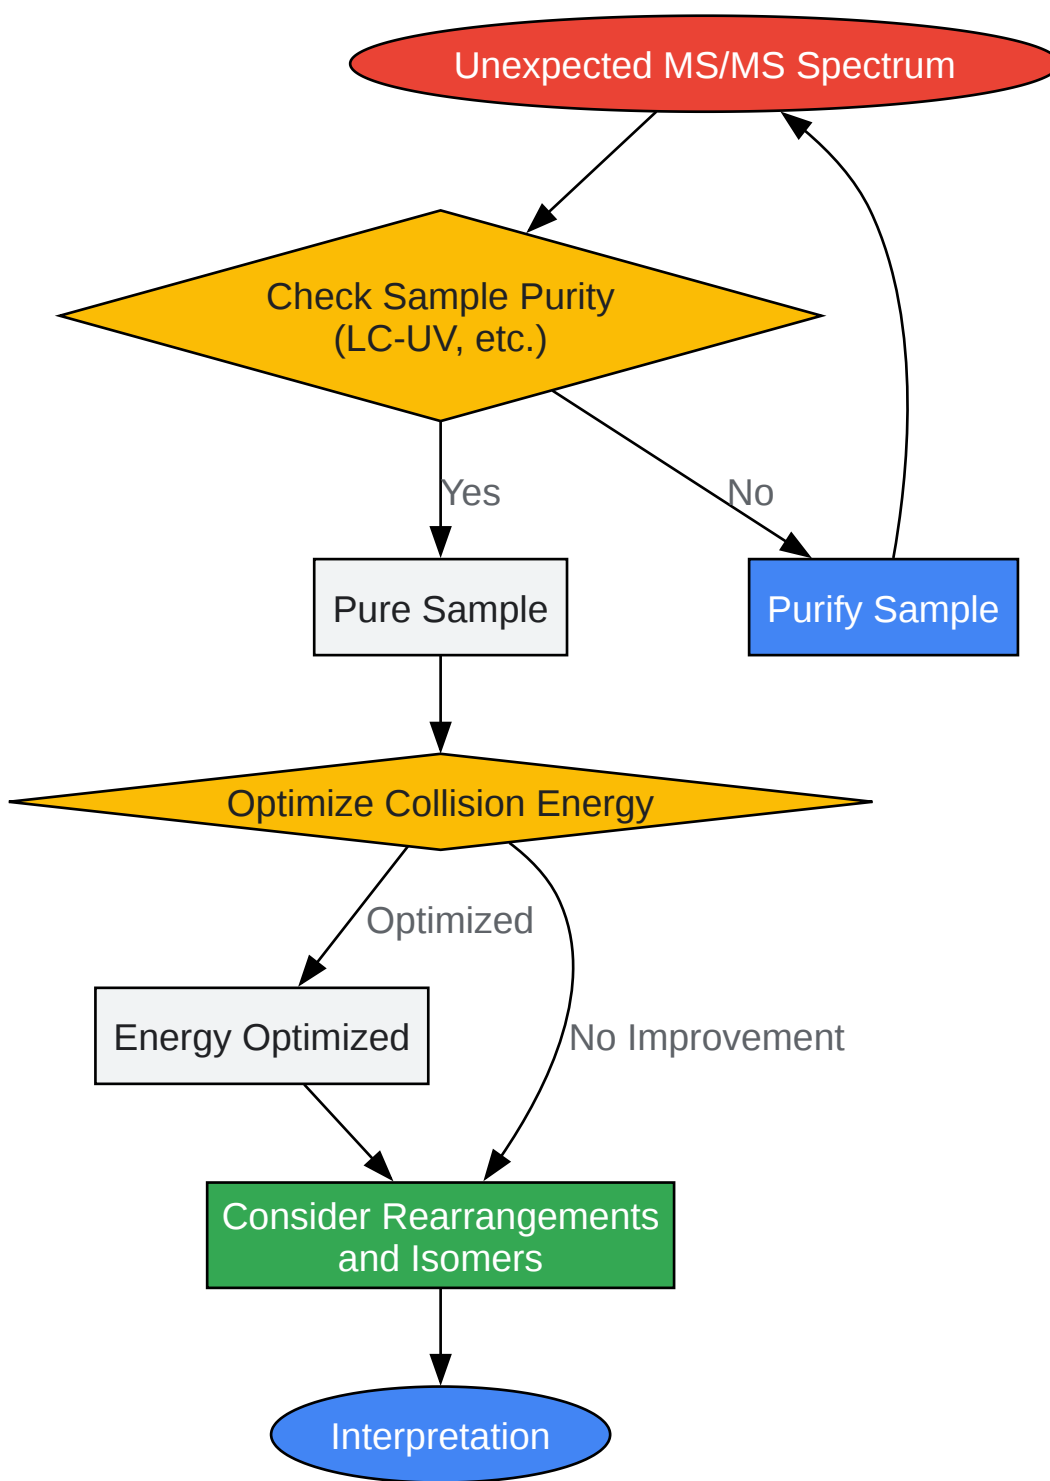 Unexpected MS/MS Spectrum
Check Sample Purity
(LC-UV, etc.)
Yes
No
Pure Sample
Purify Sample
Optimize Collision Energy
Optimized
Energy Optimized
No Improvement
Consider Rearrangements
and Isomers
Interpretation